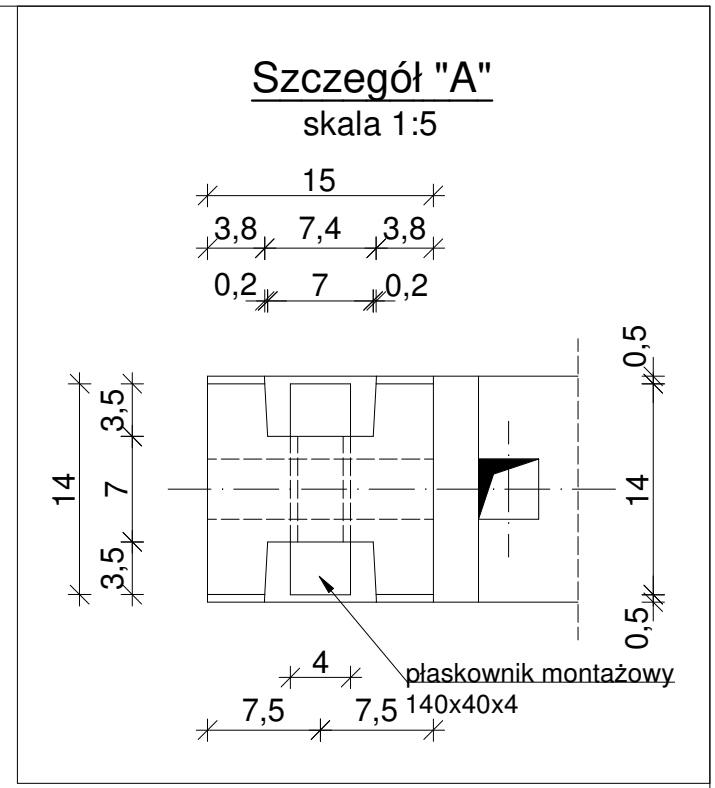 Szczegół "A"
skala 1:5
15
3,8 7,4 3,8
0,2 7 0,2
0,5
3,5
14 7 14
3,5
0,5
4
płaskownik montażowy
7,5 7,5 140x40x4